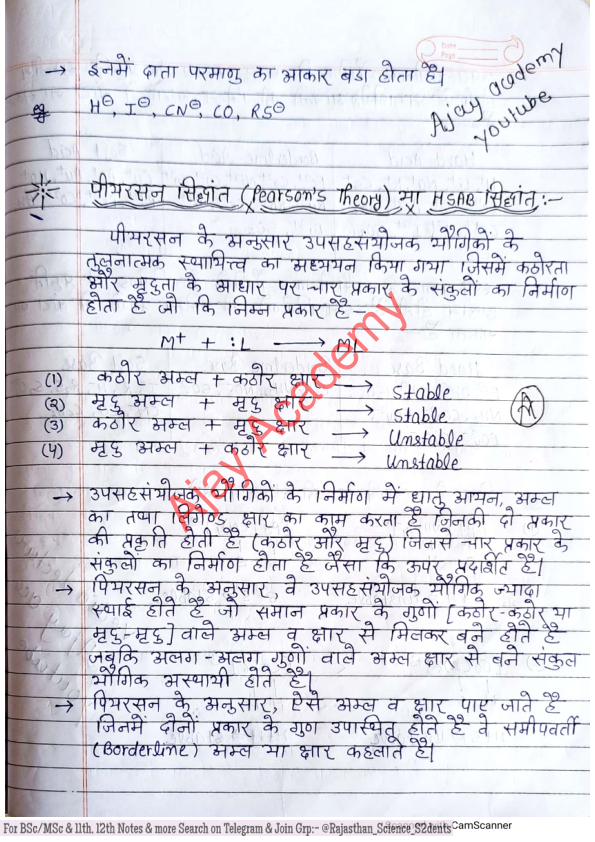 Date
Page
→ इनमें दाता परमाणु का आकार बडा होता है|
eg H⊖, I⊖, CN⊖, CO, RS⊖
Ajay academy
youtube
पीयरसन सिद्धांत (Pearson's Theory) या HSAB सिद्धांत:-
पीयरसन के अनुसार उपसहसंयोजक यौगिकों के
तुलनात्मक स्थायित्त्व का अध्ययन किया गया जिसमें कठोरता
और मृदुता के आधार पर चार प्रकार के संकुलों का निर्माण
होता है जो कि निम्न प्रकार है-
M+ + :L ⟶ ML
(1) कठोर अम्ल + कठोर क्षार ⟶ Stable
(2) मृदु अम्ल + मृदु क्षार ⟶ Stable
(3) कठोर अम्ल + मृदु क्षार ⟶ Unstable
(4) मृदु अम्ल + कठोर क्षार ⟶ Unstable
Ajay Academy
→ उपसहसंयोजक यौगिकों के निर्माण में धातु आयन, अम्ल
का तथा लिगेण्ड क्षार का काम करता है जिनकी दो प्रकार
की प्रकृति होती है (कठोर और मृदु) जिनसे चार प्रकार के
संकुलों का निर्माण होता है जैसा कि ऊपर प्रदर्शित है|
→ पियरसन के अनुसार, वे उपसहसंयोजक यौगिक ज्यादा
स्थाई होते है जो समान प्रकार के गुणों [कठोर-कठोर या
मृदु-मृदु] वाले अम्ल व क्षार से मिलकर बने होते है
जबकि अलग-अलग गुणों वाले अम्ल क्षार से बने संकुल
यौगिक अस्थायी होते है|
→ पियरसन के अनुसार, ऐसे अम्ल व क्षार पाए जाते है
जिनमें दोनों प्रकार के गुण उपस्थित होते है वे समीपवर्ती
(Borderline) अम्ल या क्षार कहलाते है|
For BSc/MSc & 11th, 12th Notes & more Search on Telegram & Join Grp:- @Rajasthan_Science_S2dents
CamScanner